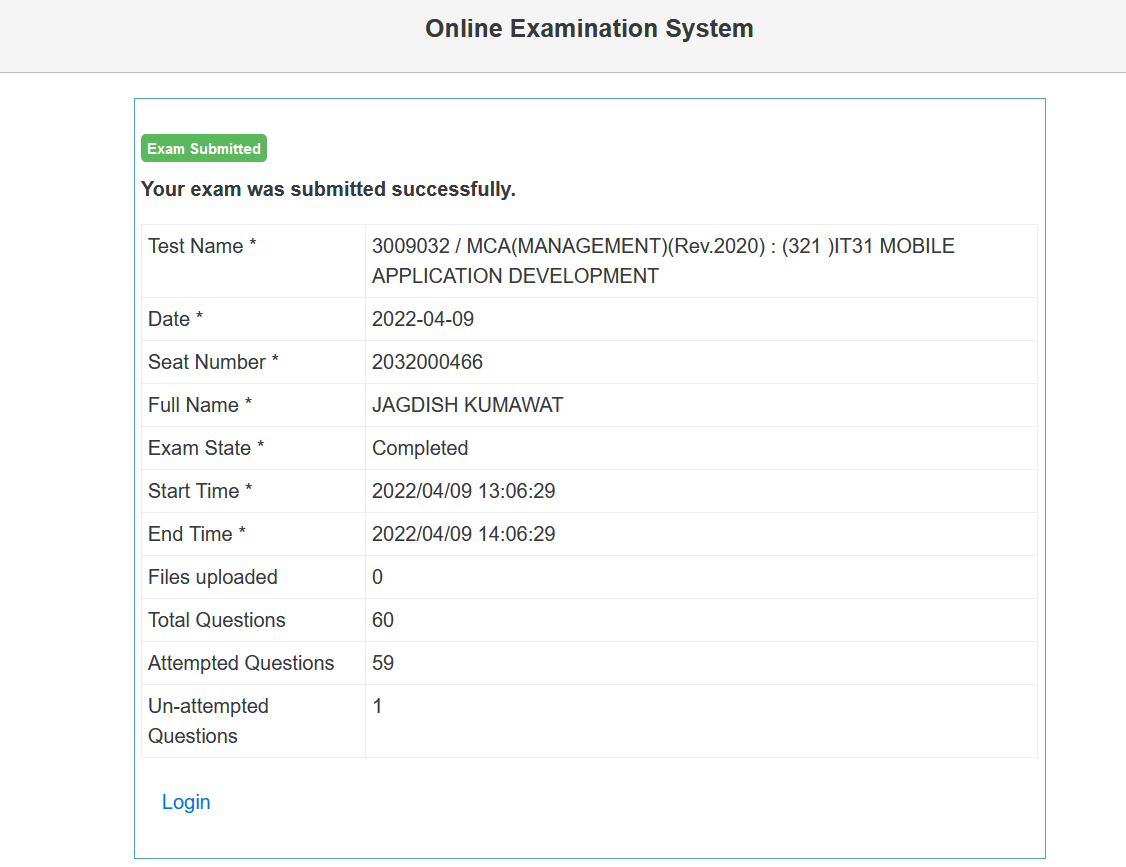 Online Examination System
Exam Submitted
Your exam was submitted successfully.
Test Name * 3009032 / MCA(MANAGEMENT)(Rev.2020) : (321 )IT31 MOBILE
APPLICATION DEVELOPMENT
Date * 2022-04-09
Seat Number * 2032000466
Full Name * JAGDISH KUMAWAT
Exam State * Completed
Start Time * 2022/04/09 13:06:29
End Time * 2022/04/09 14:06:29
Files uploaded 0
Total Questions 60
Attempted Questions 59
Un-attempted 1
Questions
Login